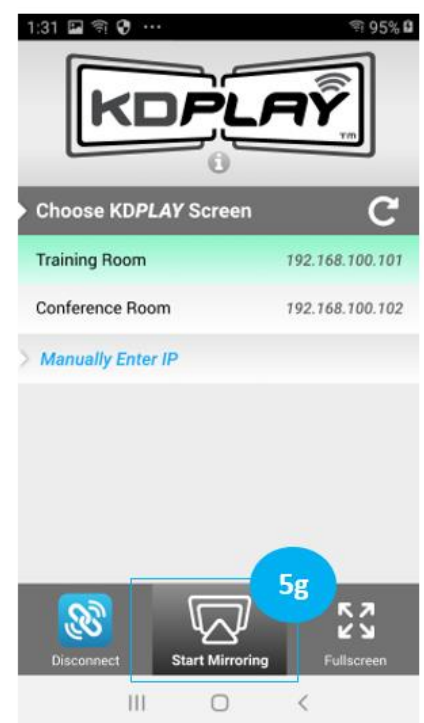 1:31 ... 95%
KDPLAY
TM
i
Choose KDPLAY Screen
Training Room 192.168.100.101
Conference Room 192.168.100.102
Manually Enter IP
5g
Disconnect Start Mirroring Fullscreen